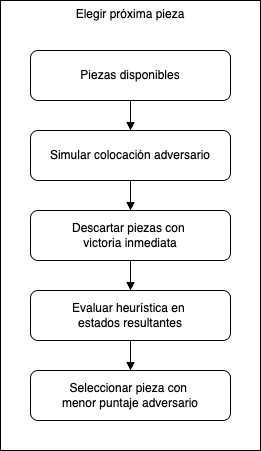 Elegir próxima pieza
Piezas disponibles
Simular colocación adversario
Descartar piezas con
victoria inmediata
Evaluar heurística en
estados resultantes
Seleccionar pieza con
menor puntaje adversario